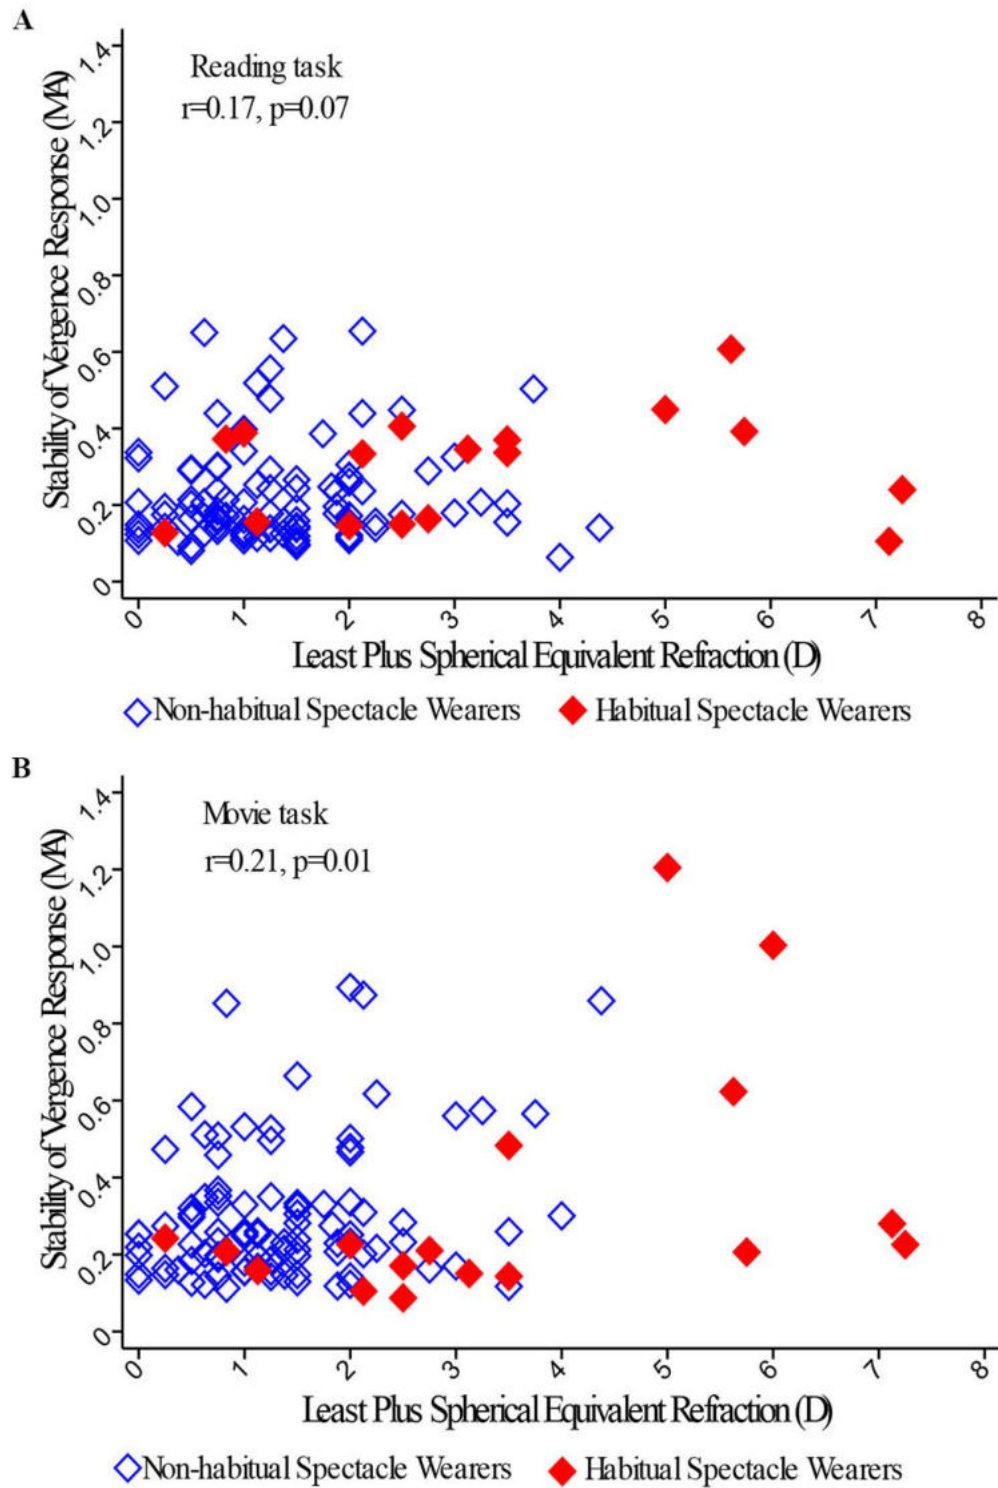 A
Reading task
r=0.17, p=0.07
Stability of Vergence Response (MA)
1.4
1.2
1.0
0.8
0.6
0.4
0.2
0
0 1 2 3 4 5 6 7 8
Least Plus Spherical Equivalent Refraction (D)
Non-habitual Spectacle Wearers Habitual Spectacle Wearers
B
Movie task
r=0.21, p=0.01
Stability of Vergence Response (MA)
1.4
1.2
1.0
0.8
0.6
0.4
0.2
0
0 1 2 3 4 5 6 7 8
Least Plus Spherical Equivalent Refraction (D)
Non-habitual Spectacle Wearers Habitual Spectacle Wearers